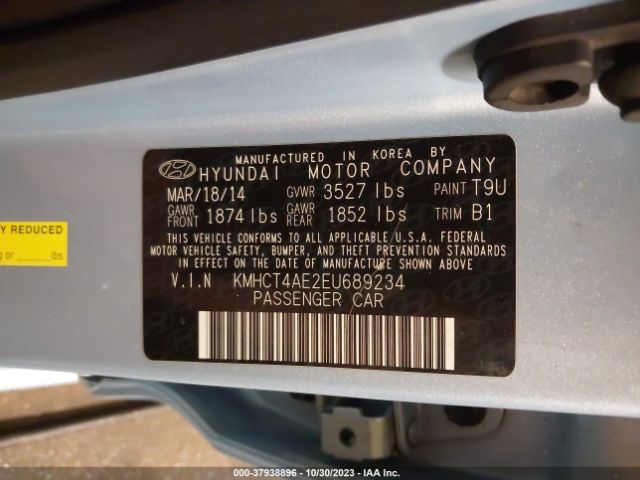 MANUFACTURED IN KOREA BY
HYUNDAI MOTOR COMPANY
MAR/18/14 GVWR 3527 lbs PAINT T9U
GAWR FRONT 1874 lbs GAWR REAR 1852 lbs TRIM B1
THIS VEHICLE CONFORMS TO ALL APPLICABLE U.S.A. FEDERAL
MOTOR VEHICLE SAFETY, BUMPER, AND THEFT PREVENTION STANDARDS
IN EFFECT ON THE DATE OF MANUFACTURE SHOWN ABOVE
V.I.N KMHCT4AE2EU689234
PASSENGER CAR
Y REDUCED
g or ____ lbs
000-37938896 - 10/30/2023 - IAA Inc.